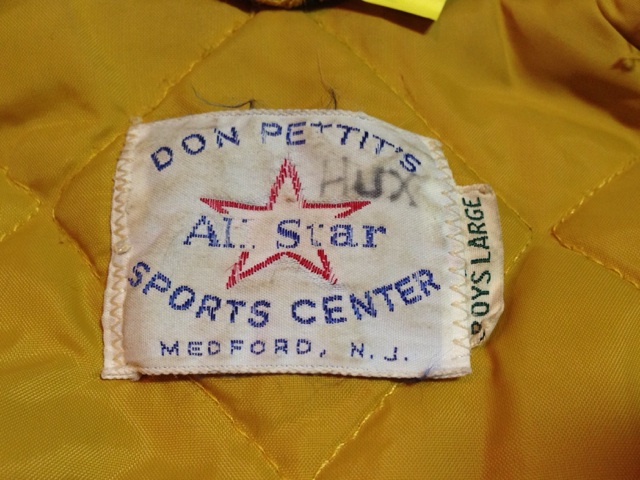 DON PETTIT'S
HUX
All Star
SPORTS CENTER
MEDFORD, N.J.
BOYS LARGE